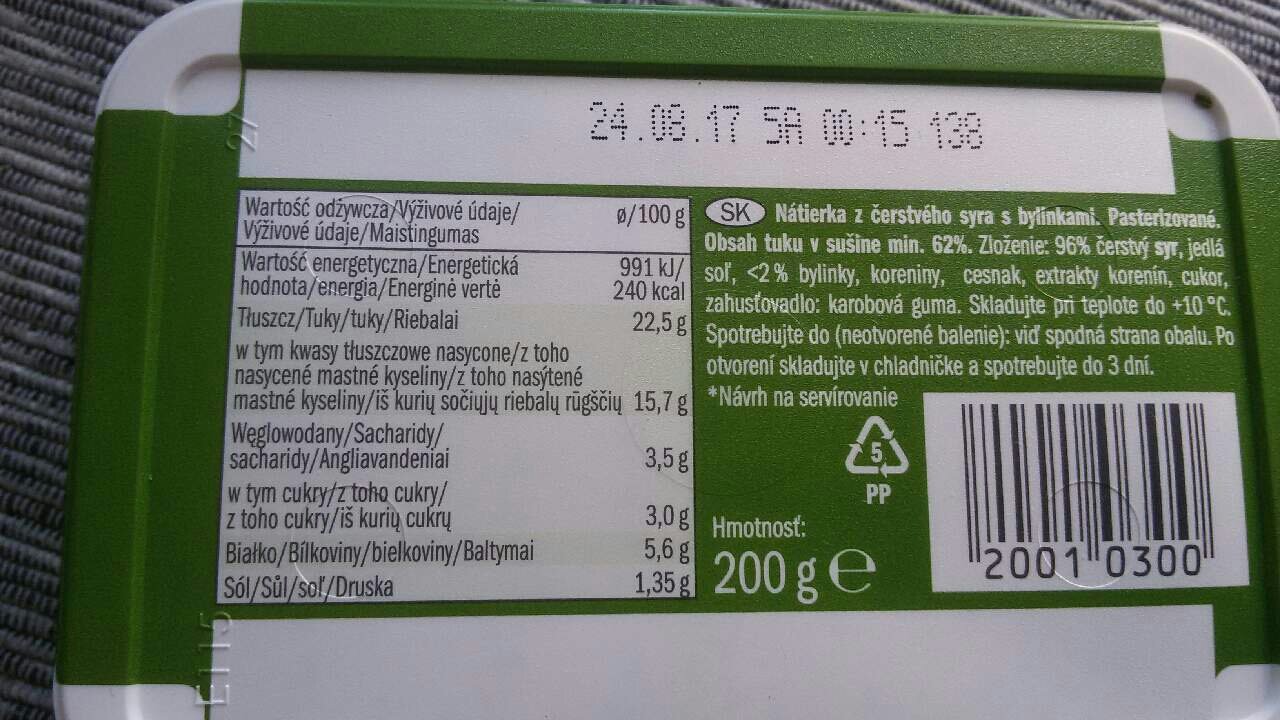 24.08.17 SA 00:15 138
Wartość odżywcza/Výživové údaje/
Výživové údaje/Maistingumas
ø/100 g
Wartość energetyczna/Energetická
hodnota/energia/Energinė vertė
991 kJ/
240 kcal
Tłuszcz/Tuky/tuky/Riebalai
22,5 g
w tym kwasy tłuszczowe nasycone/z toho
nasycené mastné kyseliny/z toho nasýtené
mastné kyseliny/iš kurių sočiųjų riebalų rūgščių 15,7 g
Węglowodany/Sacharidy/
sacharidy/Angliavandeniai
3,5 g
w tym cukry/z toho cukry/
z toho cukry/iš kurių cukrų
3,0 g
Białko/Bílkoviny/bielkoviny/Baltymai
5,6 g
Sól/Sůl/soľ/Druska
1,35 g
SK Nátierka z čerstvého syra s bylinkami. Pasterizované.
Obsah tuku v sušine min. 62%. Zloženie: 96% čerstvý syr, jedlá
soľ, <2 % bylinky, koreniny, cesnak, extrakty korenín, cukor,
zahusťovadlo: karobová guma. Skladujte pri teplote do +10 °C.
Spotrebujte do (neotvorené balenie): viď spodná strana obalu. Po
otvorení skladujte v chladničke a spotrebujte do 3 dní.
*Návrh na servírovanie
5
PP
Hmotnosť:
200 g e
2001 0300
E115